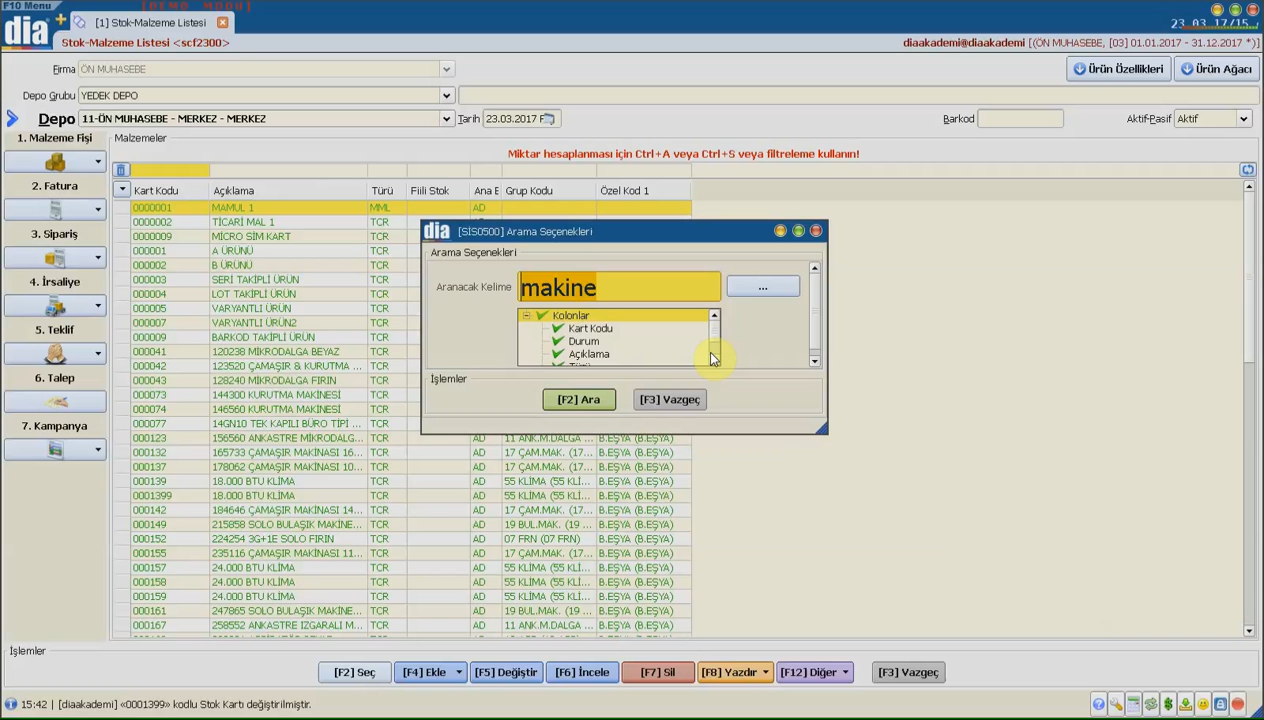 F10 Menu
[DEMO MODU]
dia
[1] Stok-Malzeme Listesi
Stok-Malzeme Listesi <scf2300>
diaakademi@diaakademi [(ÖN MUHASEBE, [03] 01.01.2017 - 31.12.2017 *)]
Firma ÖN MUHASEBE
Ürün Özellikleri
Ürün Ağacı
Depo Grubu YEDEK DEPO
Depo 11-ÖN MUHASEBE - MERKEZ - MERKEZ
Tarih 23.03.2017
Barkod
Aktif-Pasif Aktif
1. Malzeme Fişi
2. Fatura
3. Sipariş
4. İrsaliye
5. Teklif
6. Talep
7. Kampanya
Malzemeler
Miktar hesaplanması için Ctrl+A veya Ctrl+S veya filtreleme kullanın!
Kart Kodu Açıklama Türü Fiili Stok Ana B Grup Kodu Özel Kod 1
0000001 MAMUL 1 MML AD
0000002 TİCARİ MAL 1 TCR
0000009 MICRO SİM KART TCR
000001 A ÜRÜNÜ TCR
000002 B ÜRÜNÜ TCR
000003 SERİ TAKİPLİ ÜRÜN TCR
000004 LOT TAKİPLİ ÜRÜN TCR
000005 VARYANTLI ÜRÜN TCR
000007 VARYANTLI ÜRÜN2 TCR
000009 BARKOD TAKİPLİ ÜRÜN TCR
000041 120238 MİKRODALGA BEYAZ TCR
000042 123520 ÇAMAŞIR & KURUTMA ... TCR
000043 128240 MİKRODALGA FIRIN TCR
000073 144300 KURUTMA MAKİNESİ TCR
000074 146560 KURUTMA MAKİNESİ TCR
000077 14GN10 TEK KAPILI BÜRO TİPİ ... TCR
000123 156560 ANKASTRE MİKRODALG... TCR AD 11 ANK.M.DALGA B.EŞYA (B.EŞYA)
000132 165733 ÇAMAŞIR MAKİNASI 16... TCR AD 17 ÇAM.MAK. (17... B.EŞYA (B.EŞYA)
000137 178062 ÇAMAŞIR MAKİNASI 10... TCR AD 17 ÇAM.MAK. (17... B.EŞYA (B.EŞYA)
000139 18.000 BTU KLİMA TCR AD 55 KLİMA (55 KLİ... B.EŞYA (B.EŞYA)
0001399 18.000 BTU KLİMA TCR AD 55 KLİMA (55 KLİ... B.EŞYA (B.EŞYA)
000142 184646 ÇAMAŞIR MAKİNASI 14... TCR AD 17 ÇAM.MAK. (17... B.EŞYA (B.EŞYA)
000149 215858 SOLO BULAŞIK MAKİNE... TCR AD 19 BUL.MAK. (19 ... B.EŞYA (B.EŞYA)
000152 224254 3G+1E SOLO FIRIN TCR AD 07 FRN (07 FRN) B.EŞYA (B.EŞYA)
000155 235116 ÇAMAŞIR MAKİNASI 11... TCR AD 17 ÇAM.MAK. (17... B.EŞYA (B.EŞYA)
000157 24.000 BTU KLİMA TCR AD 55 KLİMA (55 KLİ... B.EŞYA (B.EŞYA)
000158 24.000 BTU KLİMA TCR AD 55 KLİMA (55 KLİ... B.EŞYA (B.EŞYA)
000159 24.000 BTU KLİMA TCR AD 55 KLİMA (55 KLİ... B.EŞYA (B.EŞYA)
000161 247865 SOLO BULAŞIK MAKİNE... TCR AD 19 BUL.MAK. (19 ... B.EŞYA (B.EŞYA)
000167 258552 ANKASTRE IZGARALI M... TCR AD 11 ANK.M.DALGA ... B.EŞYA (B.EŞYA)
dia [SİS0500] Arama Seçenekleri
Arama Seçenekleri
Aranacak Kelime makine ...
Kolonlar
Kart Kodu
Durum
Açıklama
İşlemler
[F2] Ara [F3] Vazgeç
İşlemler
[F2] Seç [F4] Ekle [F5] Değiştir [F6] İncele [F7] Sil [F8] Yazdır [F12] Diğer [F3] Vazgeç
15:42 | [diaakademi] «0001399» kodlu Stok Kartı değiştirilmiştir.